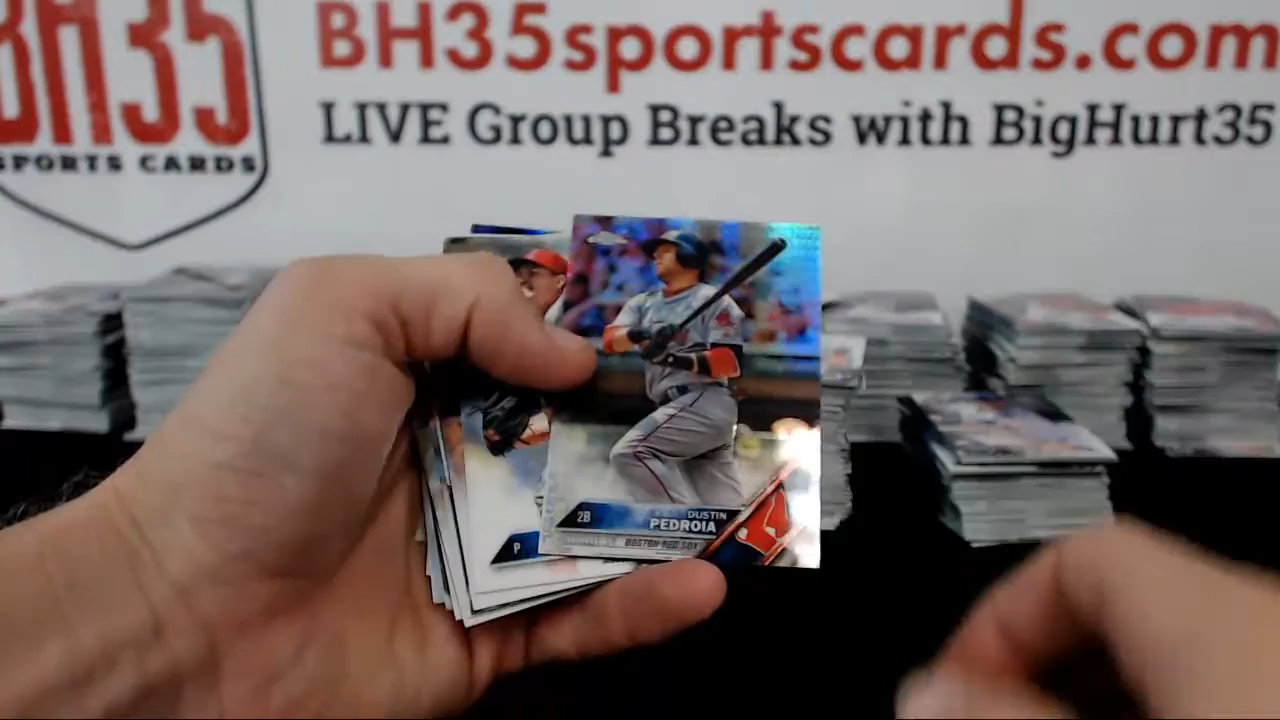 BH35
SPORTS CARDS
BH35sportscards.com
LIVE Group Breaks with BigHurt35
2B
DUSTIN
PEDROIA
BOSTON RED SOX
P